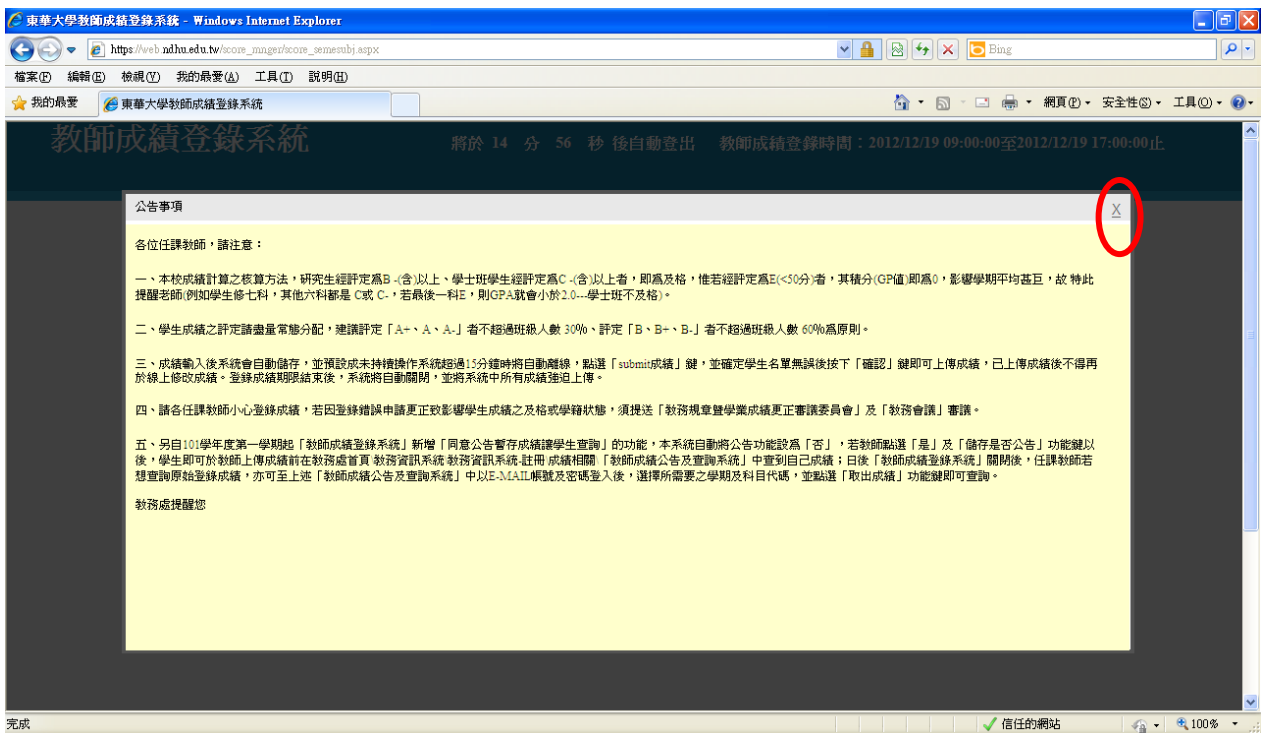 東華大學教師成績登錄系統 - Windows Internet Explorer
https://web.ndhu.edu.tw/score_mnger/score_semesubj.aspx
Bing
檔案(F) 編輯(E) 檢視(V) 我的最愛(A) 工具(T) 說明(H)
我的最愛 東華大學教師成績登錄系統 網頁(P) 安全性(S) 工具(O)
教師成績登錄系統 將於 14 分 56 秒 後自動登出 教師成績登錄時間：2012/12/19 09:00:00至2012/12/19 17:00:00止
公告事項 X
各位任課教師，請注意：
一、本校成績計算之核算方法，研究生經評定為B -(含)以上、學士班學生經評定為C -(含)以上者，即為及格，惟若經評定為E(<50分)者，其積分(GP值)即為0，影響學期平均甚巨，故 特此
提醒老師(例如學生修七科，其他六科都是 C或 C-，若最後一科E，則GPA就會小於2.0---學士班不及格)。
二、學生成績之評定請盡量常態分配，建議評定「A+、A、A-」者不超過班級人數 30%、評定「B、B+、B-」者不超過班級人數 60%為原則。
三、成績輸入後系統會自動儲存，並預設成未持續操作系統超過15分鐘時將自動離線，點選「submit成績」鍵，並確定學生名單無誤後按下「確認」鍵即可上傳成績，已上傳成績後不得再
於線上修改成績。登錄成績期限結束後，系統將自動關閉，並將系統中所有成績強迫上傳。
四、請各任課教師小心登錄成績，若因登錄錯誤申請更正致影響學生成績之及格或學籍狀態，須提送「教務規章暨學業成績更正審議委員會」及「教務會議」審議。
五、另自101學年度第一學期起「教師成績登錄系統」新增「同意公告暫存成績讓學生查詢」的功能，本系統自動將公告功能設為「否」，若教師點選「是」及「儲存是否公告」功能鍵以
後，學生即可於教師上傳成績前在教務處首頁 教務資訊系統 教務資訊系統-註冊 成績相關「教師成績公告及查詢系統」中查到自己成績；日後「教師成績登錄系統」關閉後，任課教師若
想查詢原始登錄成績，亦可至上述「教師成績公告及查詢系統」中以E-MAIL帳號及密碼登入後，選擇所需要之學期及科目代碼，並點選「取出成績」功能鍵即可查詢。
教務處提醒您
完成 信任的網站 100%